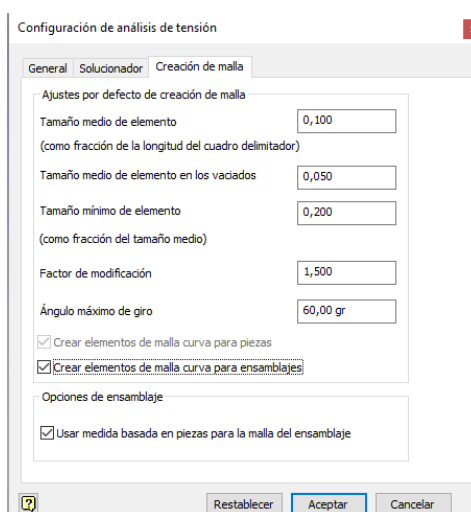 Configuración de análisis de tensión
General Solucionador Creación de malla
Ajustes por defecto de creación de malla
Tamaño medio de elemento 0,100
(como fracción de la longitud del cuadro delimitador)
Tamaño medio de elemento en los vaciados 0,050
Tamaño mínimo de elemento 0,200
(como fracción del tamaño medio)
Factor de modificación 1,500
Ángulo máximo de giro 60,00 gr
Crear elementos de malla curva para piezas
Crear elementos de malla curva para ensamblajes
Opciones de ensamblaje
Usar medida basada en piezas para la malla del ensamblaje
? Restablecer Aceptar Cancelar